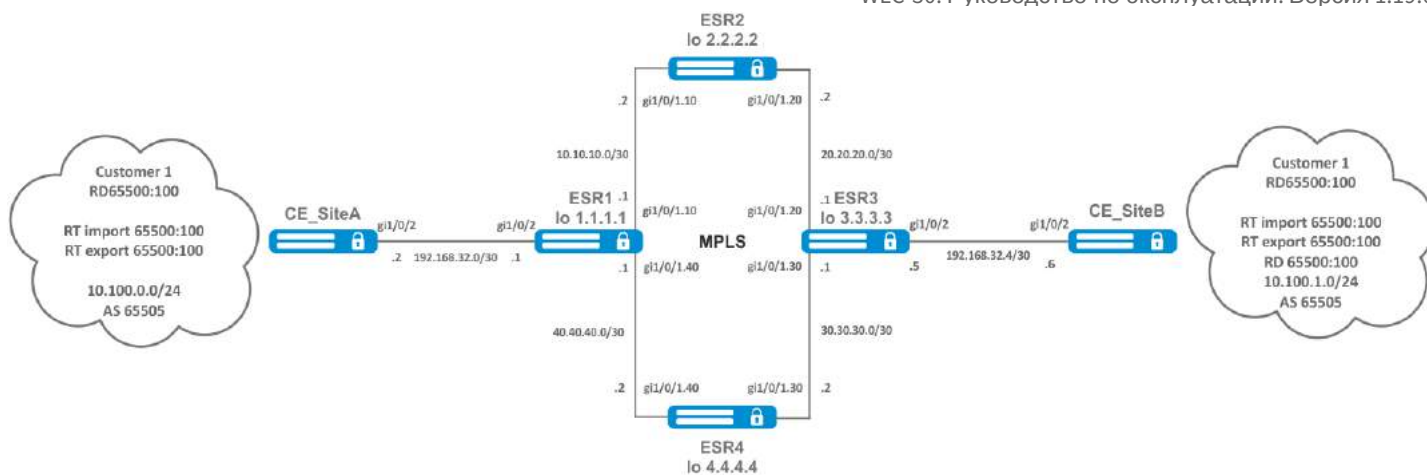 WLC-30. Руководство по эксплуатации. Версия 1.19.
ESR2
lo 2.2.2.2
.2
gi1/0/1.10
gi1/0/1.20
.2
10.10.10.0/30
20.20.20.0/30
Customer 1
RD65500:100
RT import 65500:100
RT export 65500:100
10.100.0.0/24
AS 65505
CE_SiteA
gi1/0/2
.2
192.168.32.0/30
.1
gi1/0/2
ESR1
lo 1.1.1.1
.1
gi1/0/1.10
.1
gi1/0/1.40
MPLS
gi1/0/1.20
.1
ESR3
lo 3.3.3.3
gi1/0/1.30
.1
gi1/0/2
.5
192.168.32.4/30
.6
gi1/0/2
CE_SiteB
Customer 1
RD65500:100
RT import 65500:100
RT export 65500:100
RD 65500:100
10.100.1.0/24
AS 65505
40.40.40.0/30
30.30.30.0/30
.2
gi1/0/1.40
gi1/0/1.30
.2
ESR4
lo 4.4.4.4